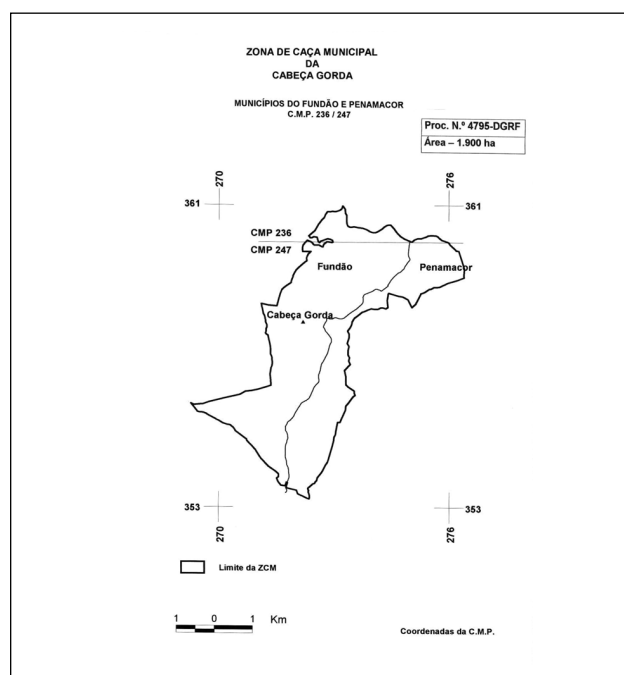 ZONA DE CAÇA MUNICIPAL
DA
CABEÇA GORDA
MUNICÍPIOS DO FUNDÃO E PENAMACOR
C.M.P. 236 / 247
Proc. N.º 4795-DGRF
Área – 1.900 ha
270
276
361
361
CMP 236
CMP 247
Fundão
Penamacor
Cabeça Gorda
353
353
270
276
Limite da ZCM
1 0 1 Km
Coordenadas da C.M.P.